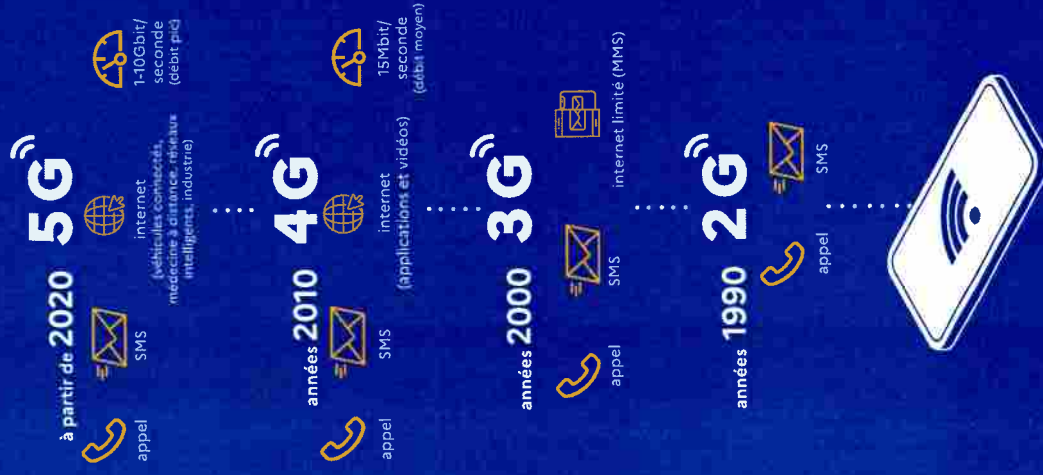 à partir de 2020 5G
appel
SMS
internet
(véhicules connectés,
médecine à distance, réseaux
intelligents, industrie)
1-10Gbit/
seconde
(débit pic)
années 2010 4G
appel
SMS
internet
(applications et vidéos)
15Mbit/
seconde
(débit moyen)
années 2000 3G
appel
SMS
internet limité (MMS)
années 1990 2G
appel
SMS